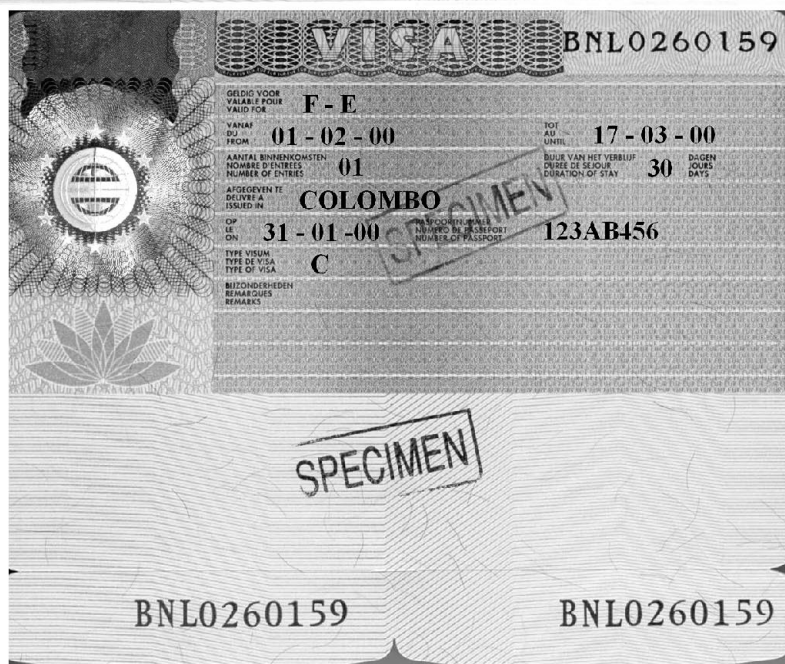 VISA BNL0260159
GELDIG VOOR
VALABLE POUR
VALID FOR F - E
VANAF
DU
FROM 01 - 02 - 00
TOT
AU
UNTIL 17 - 03 - 00
AANTAL BINNENKOMSTEN
NOMBRE D'ENTREES
NUMBER OF ENTRIES 01
DUUR VAN HET VERBLIJF
DUREE DE SEJOUR
DURATION OF STAY 30
DAGEN
JOURS
DAYS
AFGEGEVEN TE
DELIVRE A
ISSUED IN COLOMBO
OP
LE
ON 31 - 01 -00
PASPOORTNUMMER
NUMERO DE PASSEPORT
NUMBER OF PASSPORT 123AB456
SPECIMEN
TYPE VISUM
TYPE DE VISA
TYPE OF VISA C
BIJZONDERHEDEN
REMARQUES
REMARKS
SPECIMEN
BNL0260159 BNL0260159